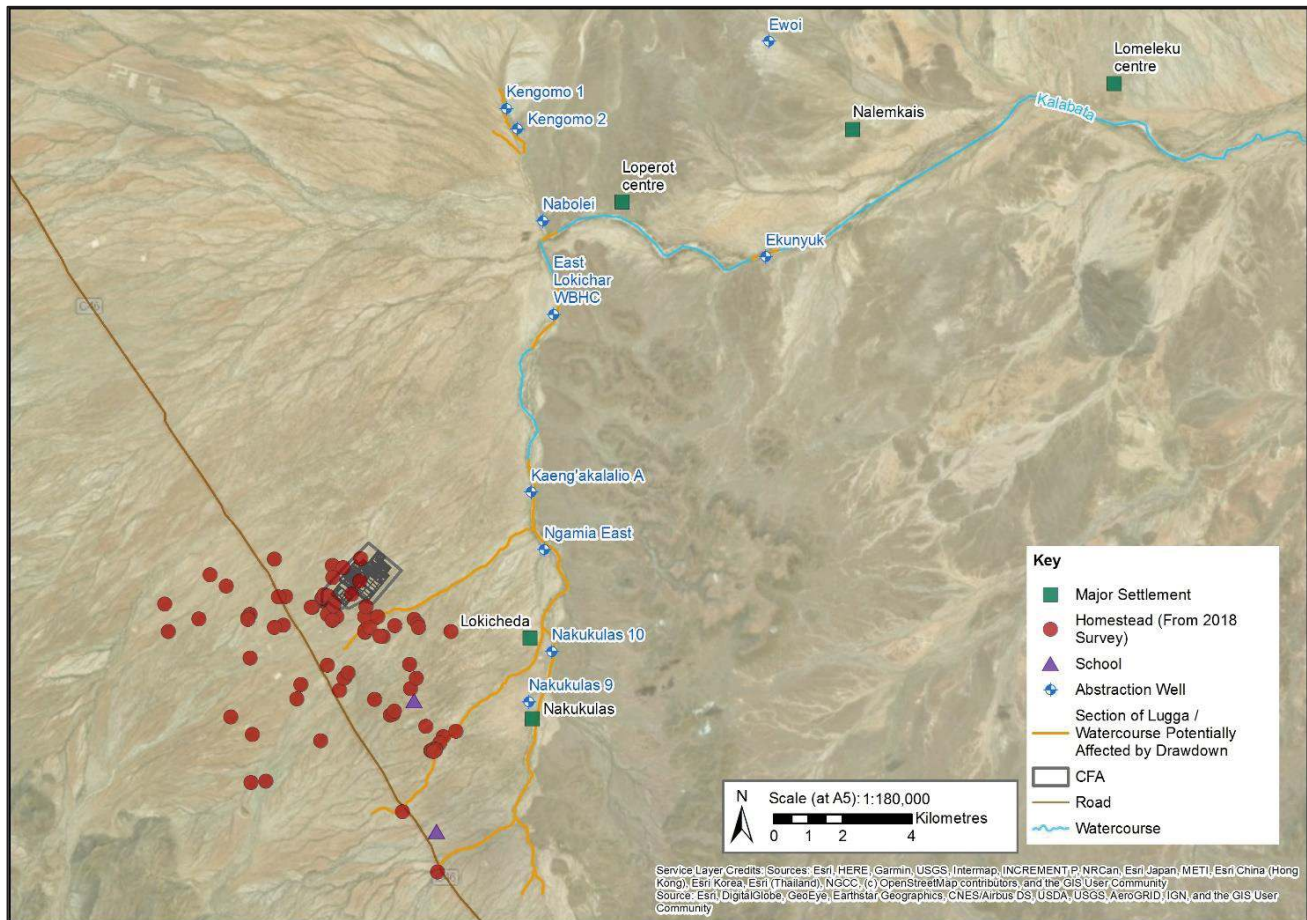 Ewoi
Lomeleku
centre
Kengomo 1
Kengomo 2
Kalabata
Nalemkais
Loperot
centre
Nabolei
Ekunyuk
East
Lokichar
WBHC
Kaeng'akalalio A
Ngamia East
Lokicheda
Nakukulas 10
Nakukulas 9
Nakukulas
Key
Major Settlement
Homestead (From 2018
Survey)
School
Abstraction Well
Section of Lugga /
Watercourse Potentially
Affected by Drawdown
CFA
Road
Watercourse
N
Scale (at A5): 1:180,000
Kilometres
0 1 2 4
Service Layer Credits: Sources: Esri, HERE, Garmin, USGS, Intermap, INCREMENT P, NRCan, Esri Japan, METI, Esri China (Hong
Kong), Esri Korea, Esri (Thailand), NGCC, (c) OpenStreetMap contributors, and the GIS User Community
Source: Esri, DigitalGlobe, GeoEye, Earthstar Geographics, CNES/Airbus DS, USDA, USGS, AeroGRID, IGN, and the GIS User
Community